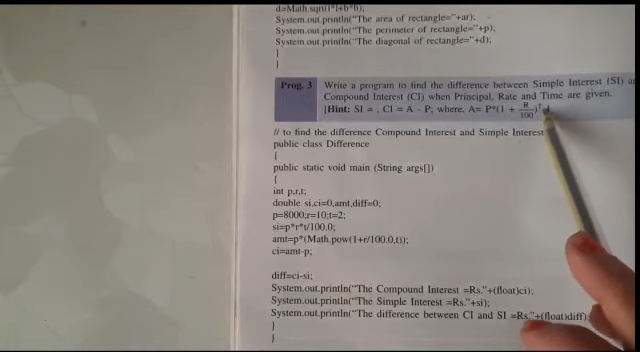 d=Math.sqrt(l*l+b*b);
System.out.println("The area of rectangle="+ar);
System.out.println("The perimeter of rectangle="+p);
System.out.println("The diagonal of rectangle="+d);
}
}
Prog. 3 Write a program to find the difference between Simple Interest (SI)
Compound Interest (CI) when Principal, Rate and Time are given.
[Hint: SI = , CI = A - P; where, A= P*(1 + R/100)^T
// to find the difference Compound Interest and Simple Interest
public class Difference
{
public static void main (String args[])
{
int p,r,t;
double si,ci=0,amt,diff=0;
p=8000;r=10;t=2;
si=p*r*t/100.0;
amt=p*(Math.pow(1+r/100.0,t));
ci=amt-p;
diff=ci-si;
System.out.println("The Compound Interest =Rs."+(float)ci);
System.out.println("The Simple Interest =Rs."+si);
System.out.println("The difference between CI and SI =Rs."+(float)diff);
}
}